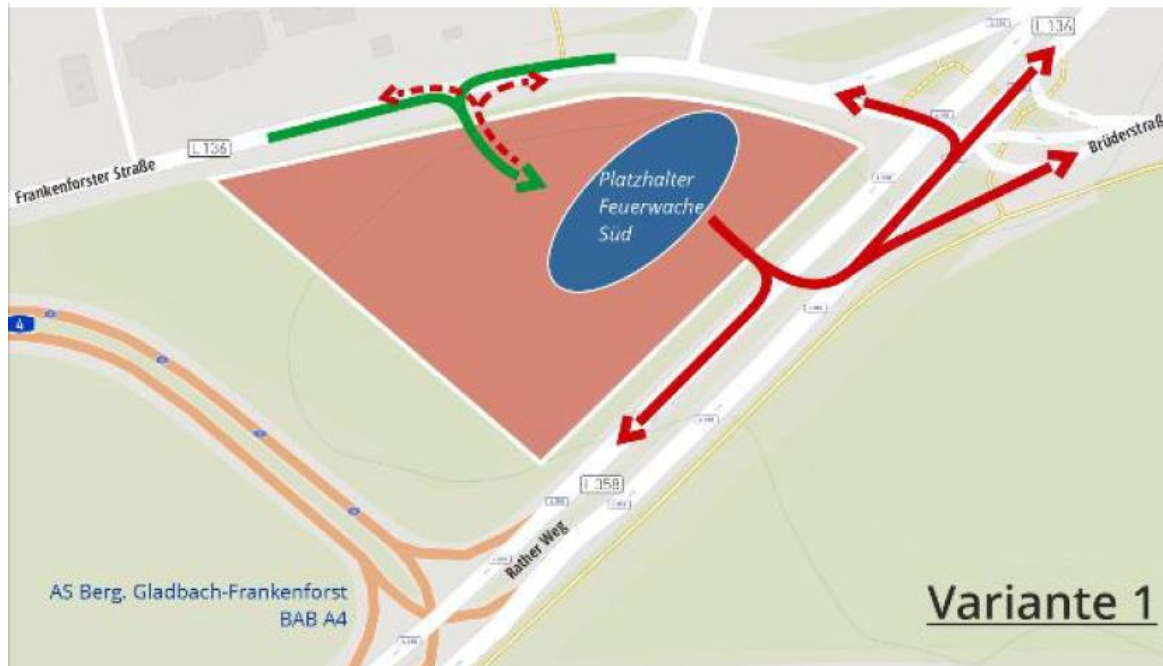 L 136
L 136
Brüderstraß
Frankenforster Straße
Platzhalter
Feuerwache
Süd
4
L 358
Rather Weg
AS Berg. Gladbach-Frankenforst
BAB A4
Variante 1